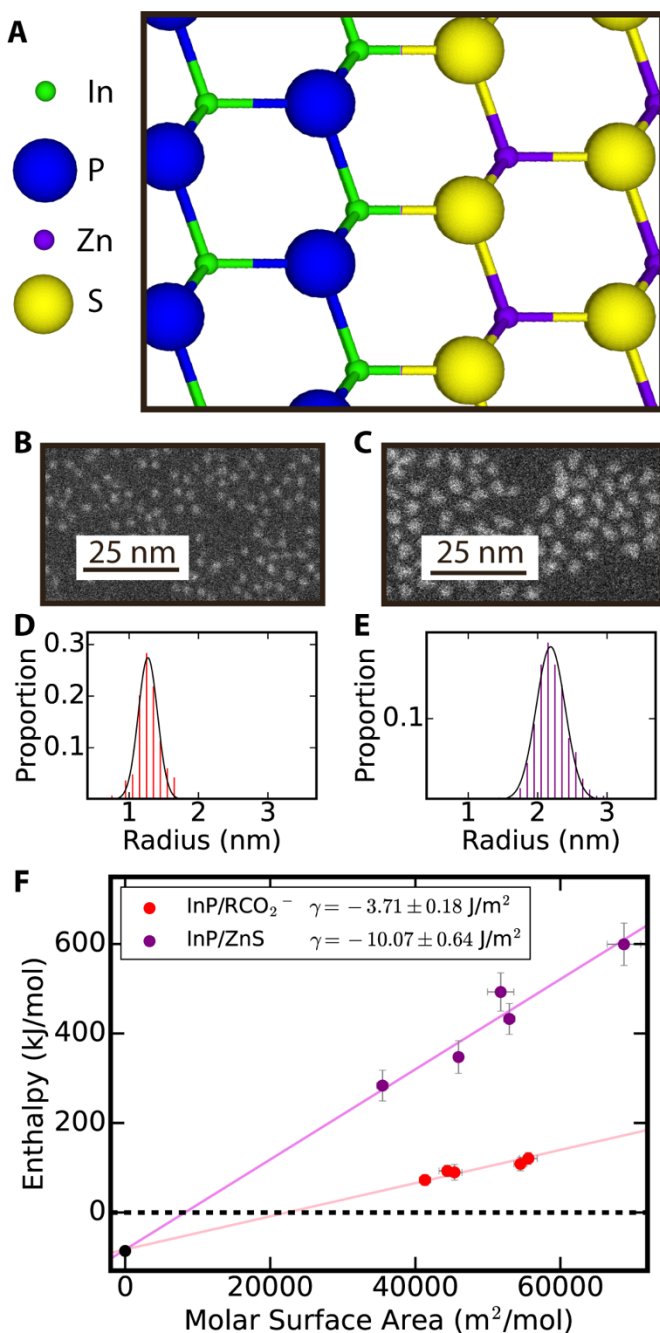 A
In
P
Zn
S
B
C
25 nm
25 nm
D
E
Proportion
0.3
0.2
0.1
1 2 3
Radius (nm)
Proportion
0.1
1 2 3
Radius (nm)
F
InP/RCO₂⁻ γ = −3.71 ± 0.18 J/m²
InP/ZnS γ = −10.07 ± 0.64 J/m²
Enthalpy (kJ/mol)
600
400
200
0
0 20000 40000 60000
Molar Surface Area (m²/mol)